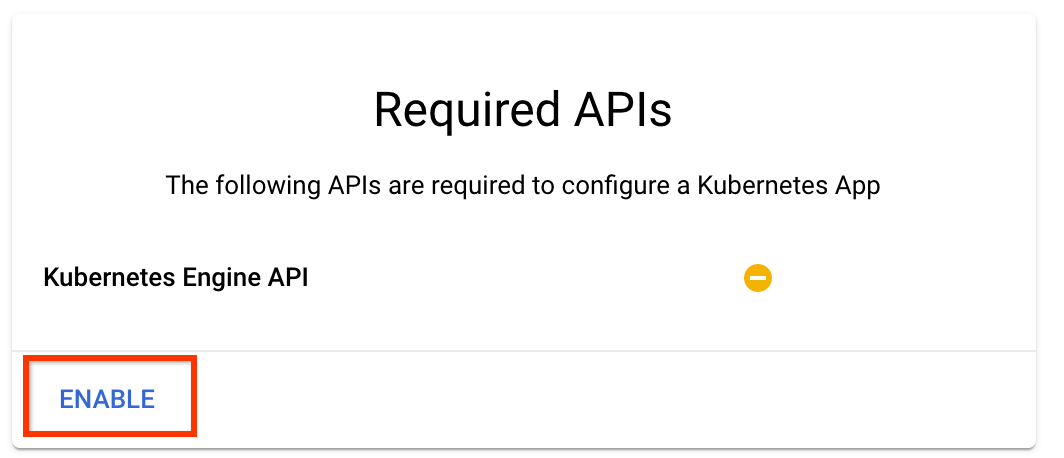 Required APIs
The following APIs are required to configure a Kubernetes App
Kubernetes Engine API
ENABLE